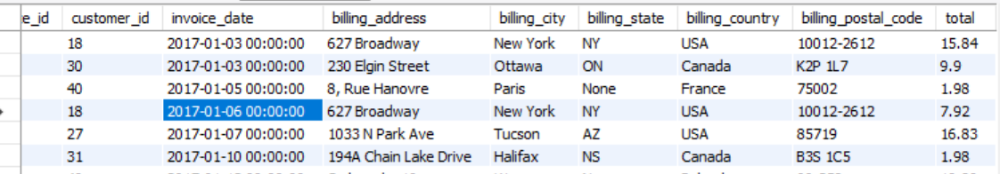 e_id customer_id invoice_date billing_address billing_city billing_state billing_country billing_postal_code total
18 2017-01-03 00:00:00 627 Broadway New York NY USA 10012-2612 15.84
30 2017-01-03 00:00:00 230 Elgin Street Ottawa ON Canada K2P 1L7 9.9
40 2017-01-05 00:00:00 8, Rue Hanovre Paris None France 75002 1.98
18 2017-01-06 00:00:00 627 Broadway New York NY USA 10012-2612 7.92
27 2017-01-07 00:00:00 1033 N Park Ave Tucson AZ USA 85719 16.83
31 2017-01-10 00:00:00 194A Chain Lake Drive Halifax NS Canada B3S 1C5 1.98